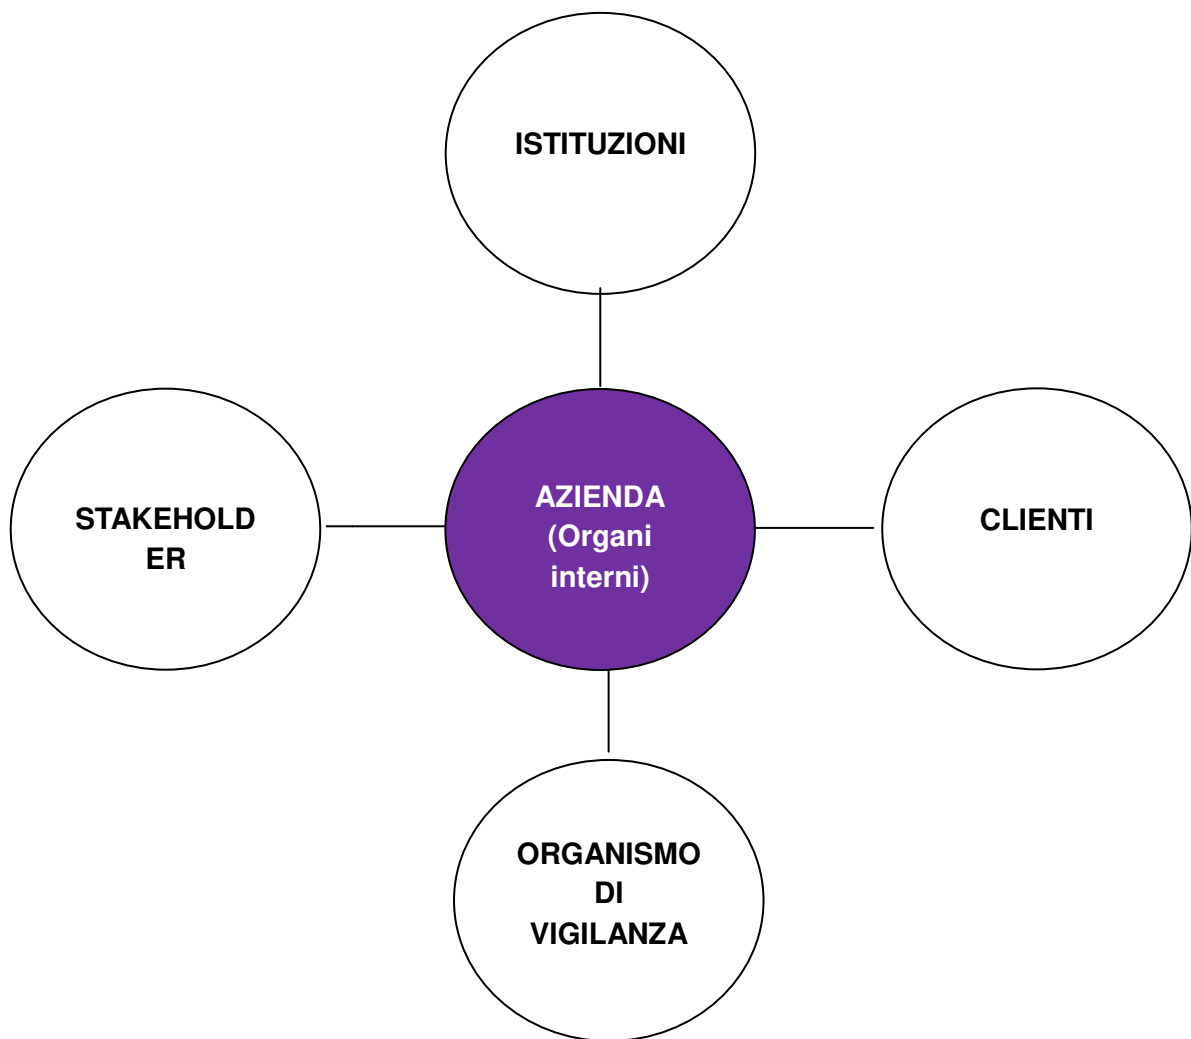 ISTITUZIONI
STAKEHOLD
ER
AZIENDA
(Organi
interni)
CLIENTI
ORGANISMO
DI
VIGILANZA